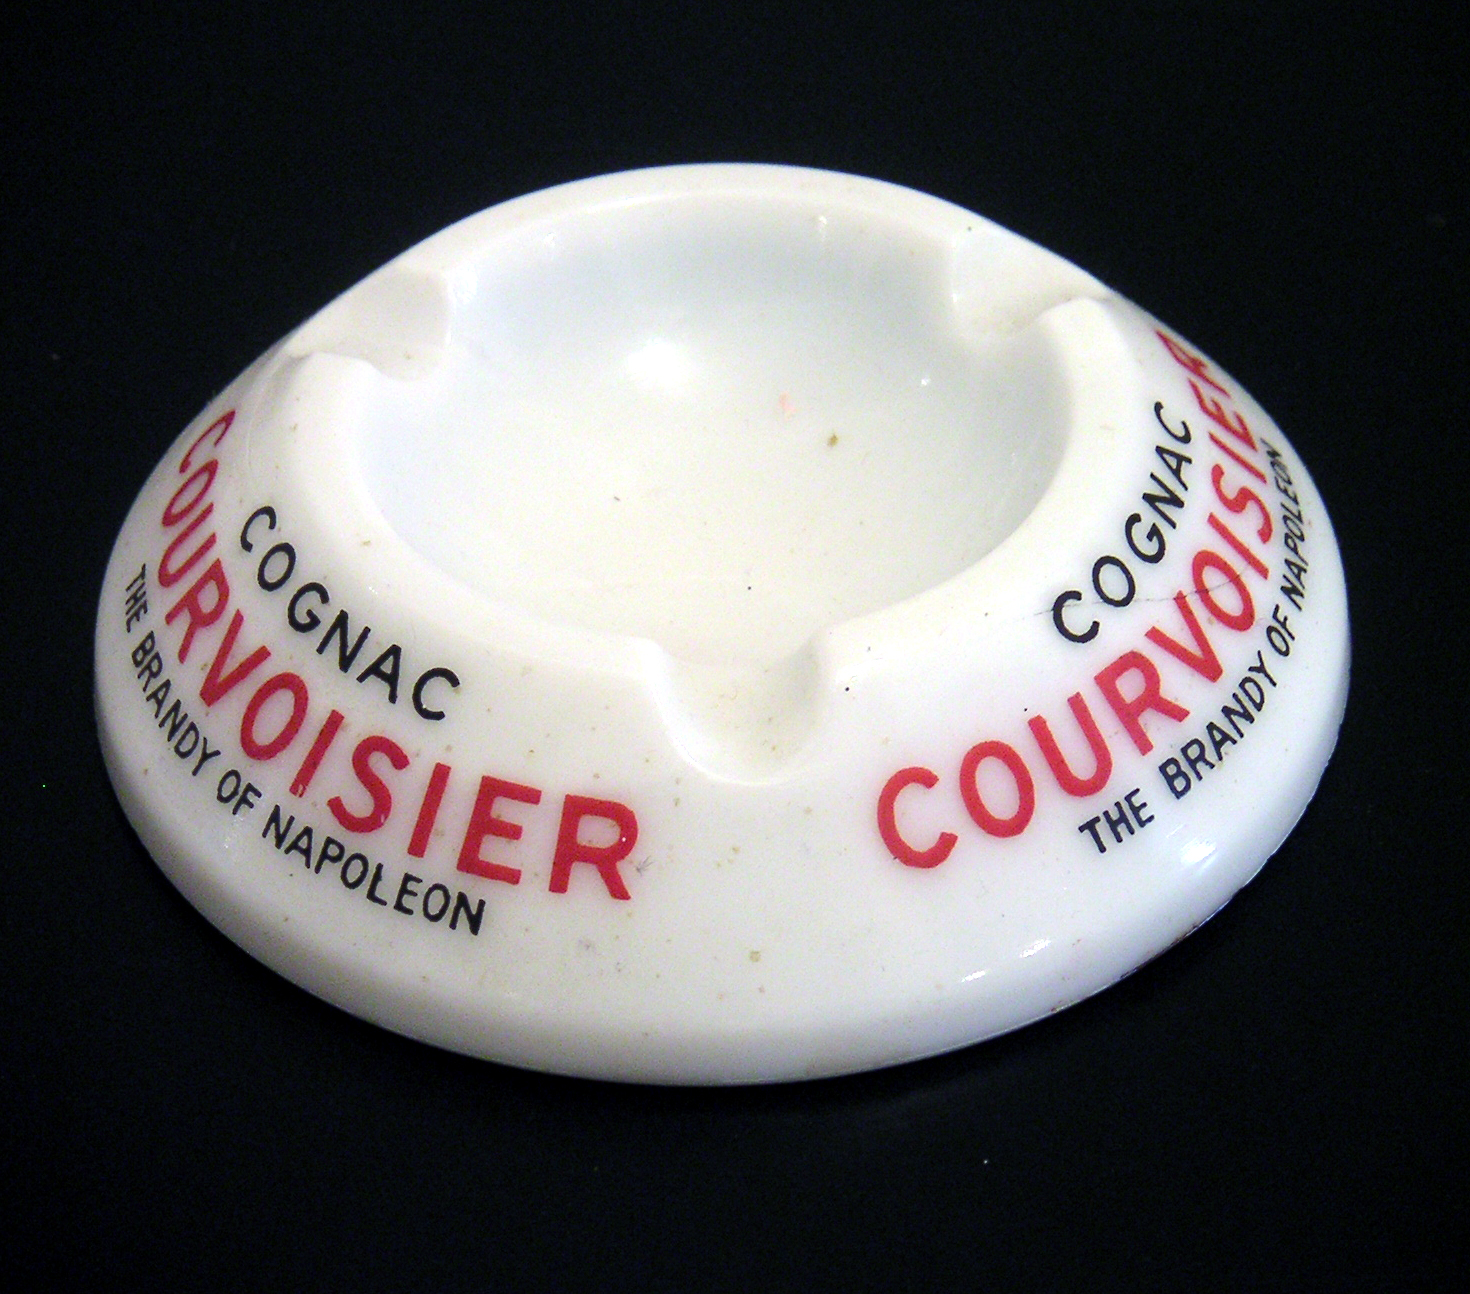 COGNAC
COURVOISIER
THE BRANDY OF NAPOLEON
COGNAC
COURVOISIER
THE BRANDY OF NAPOLEON